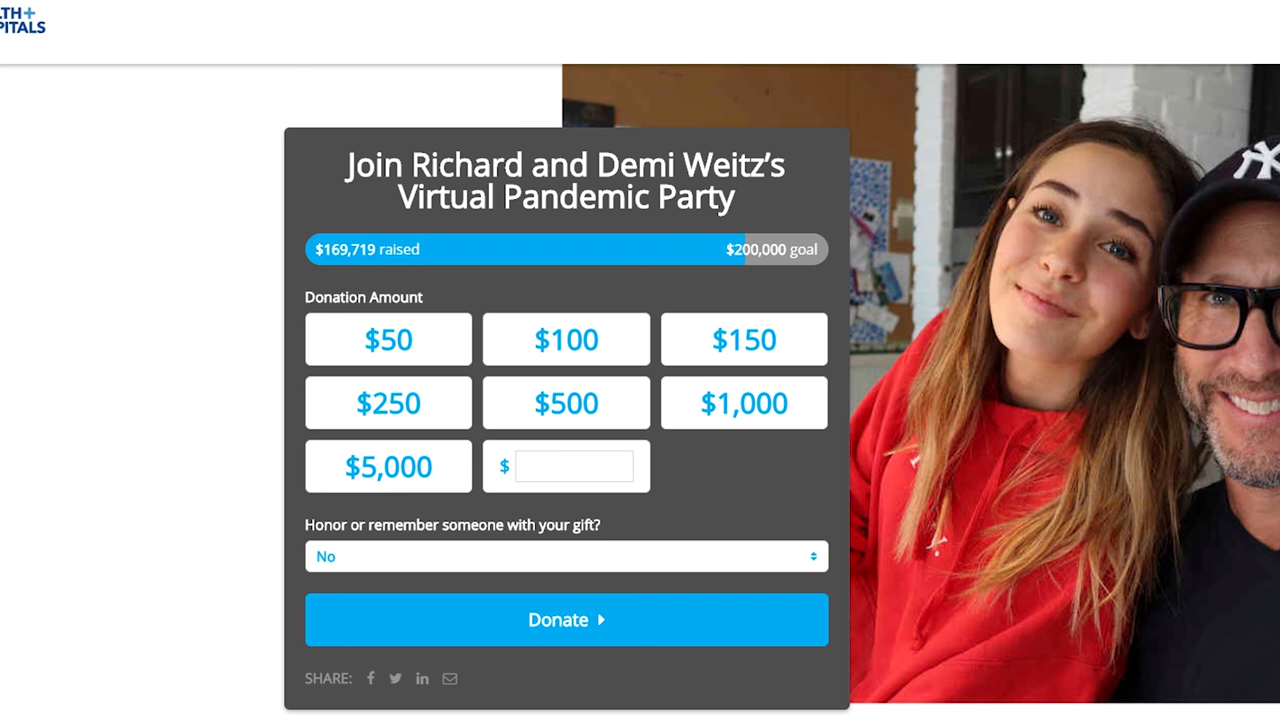 LTH+
PITALS
Join Richard and Demi Weitz's
Virtual Pandemic Party
$169,719 raised $200,000 goal
Donation Amount
$50 $100 $150
$250 $500 $1,000
$5,000 $
Honor or remember someone with your gift?
No
Donate
SHARE: